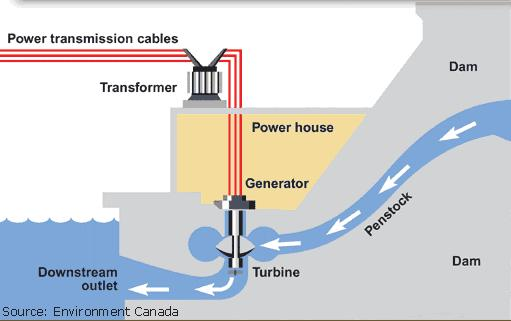 Power transmission cables
Dam
Transformer
Power house
Generator
Penstock
Turbine
Downstream
outlet
Dam
Source: Environment Canada